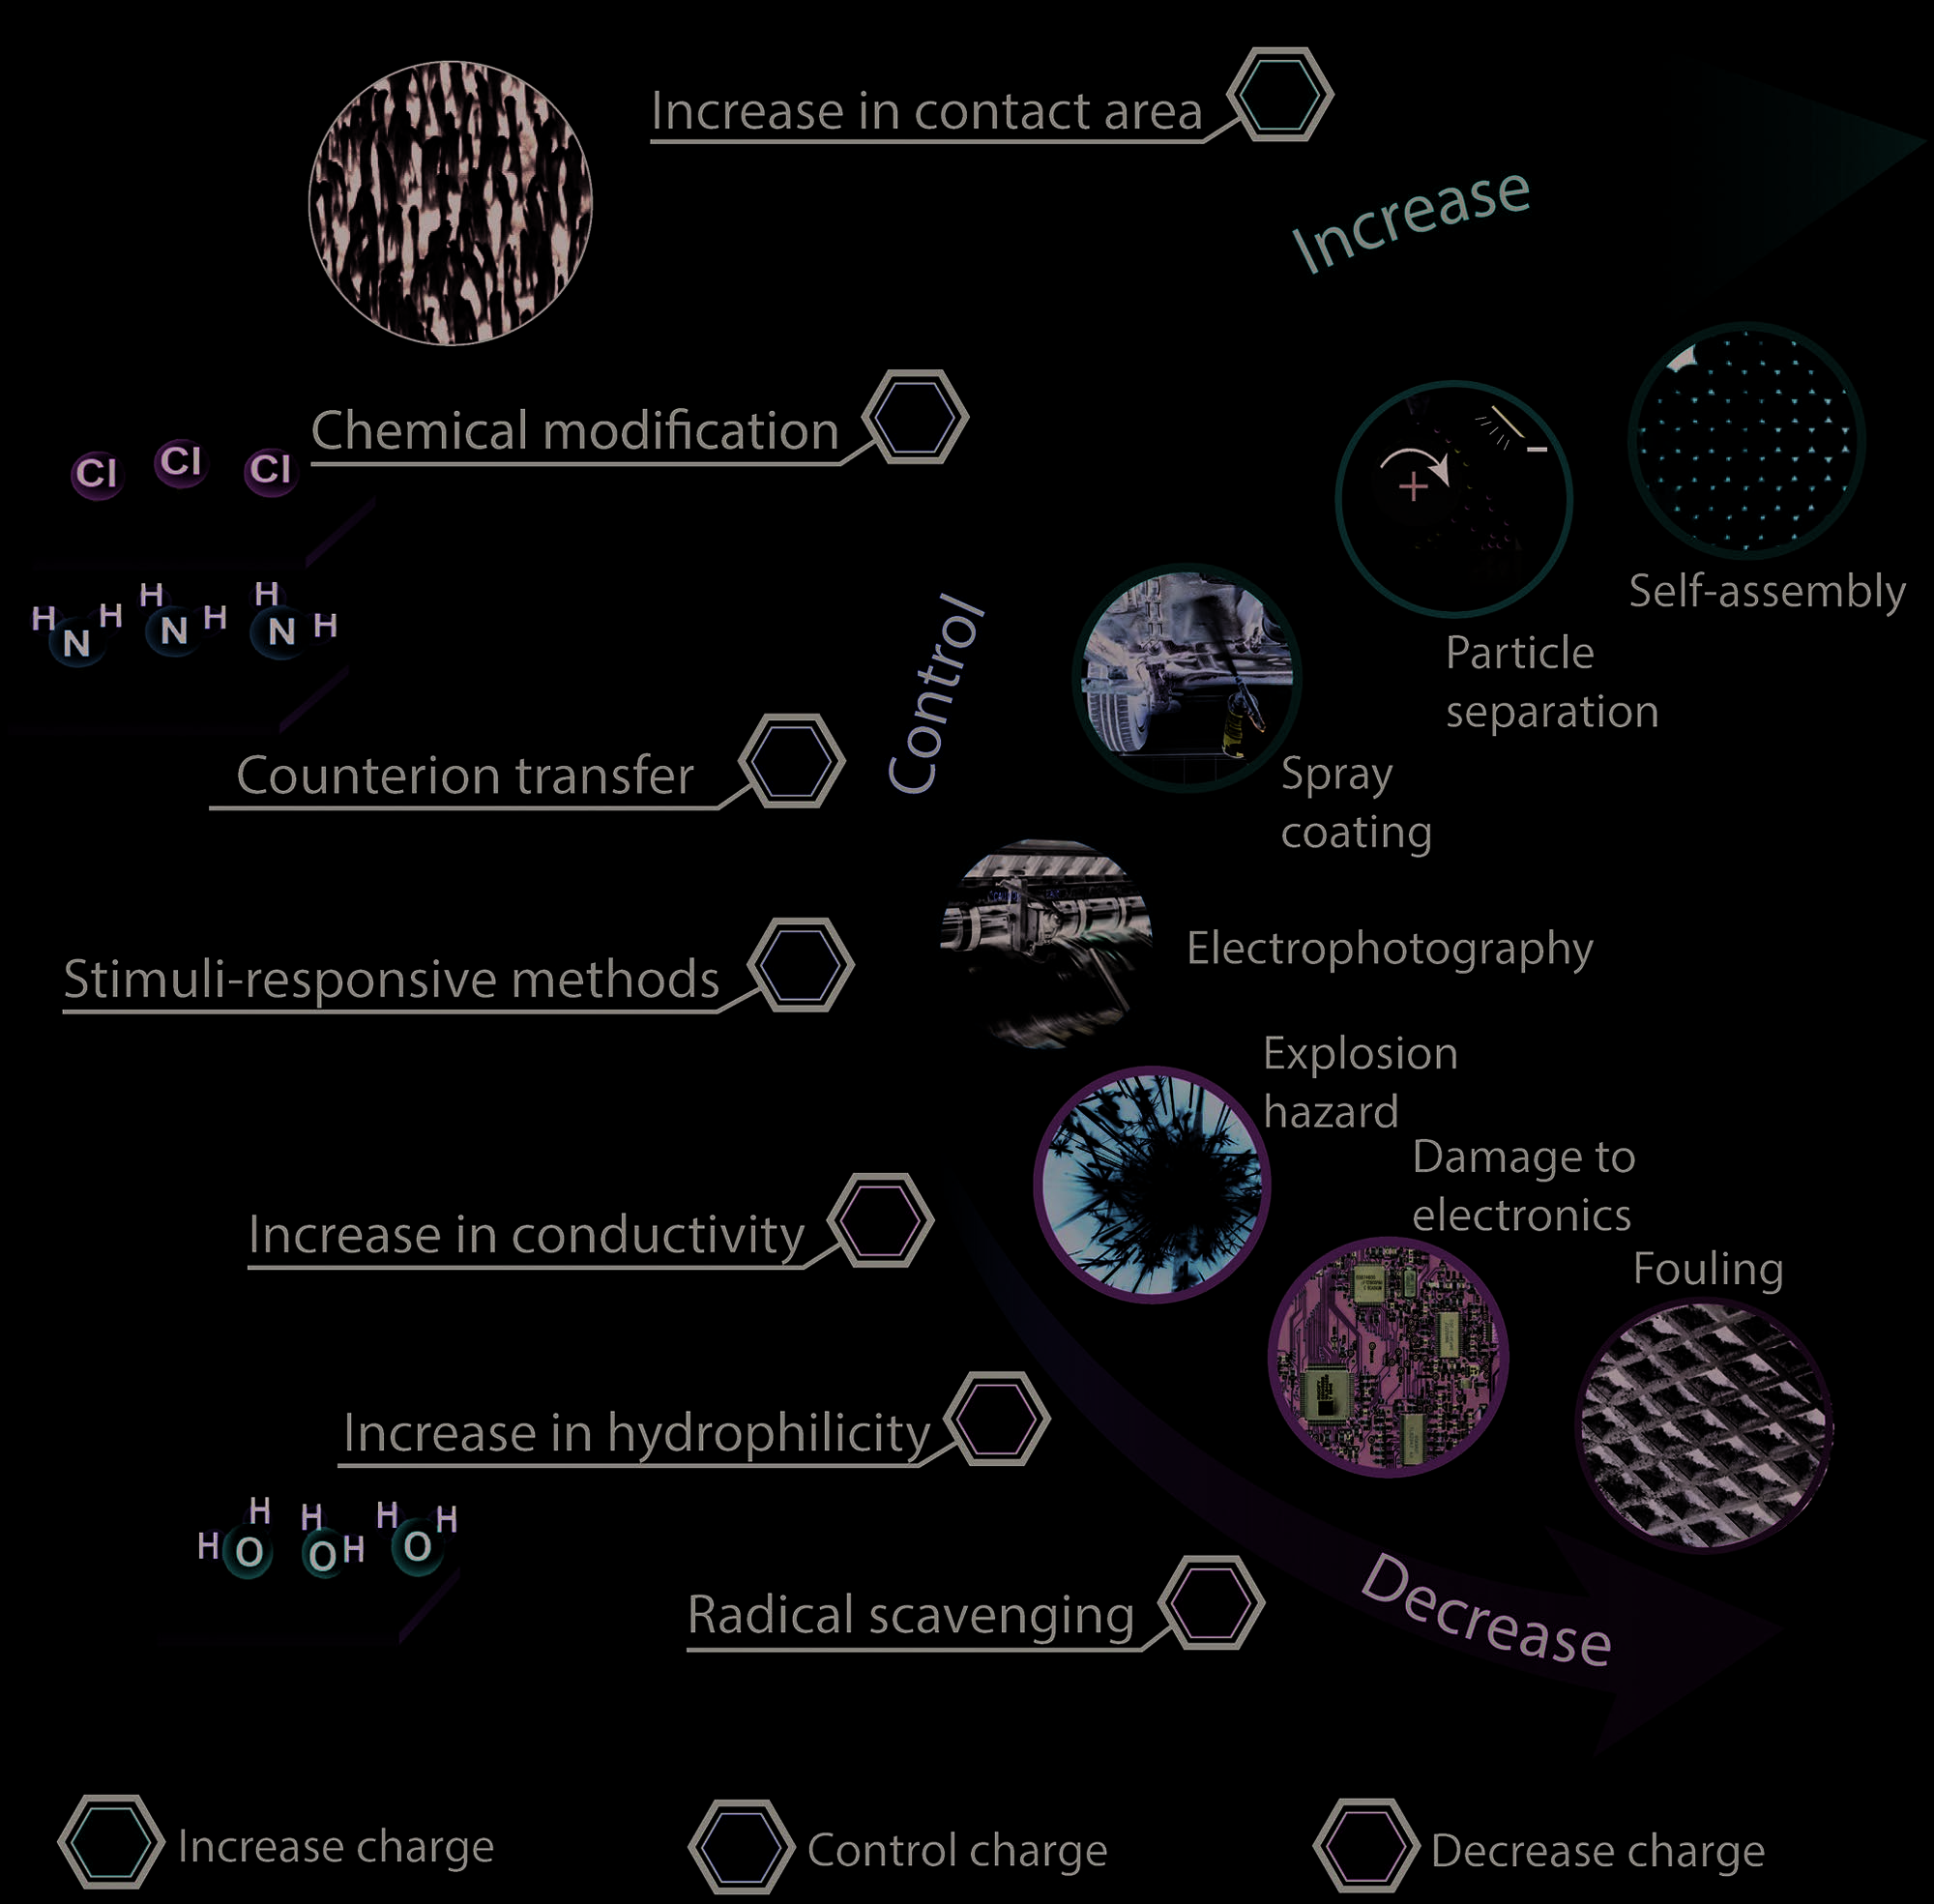 Increase in contact area
Increase
Chemical modification
Cl Cl Cl
H H H H H H
N N N
Self-assembly
Particle
separation
Control
Counterion transfer
Spray
coating
Electrophotography
Stimuli-responsive methods
Explosion
hazard
Damage to
electronics
Increase in conductivity
Fouling
Increase in hydrophilicity
H H H H H H
O O O
Decrease
Radical scavenging
Increase charge
Control charge
Decrease charge